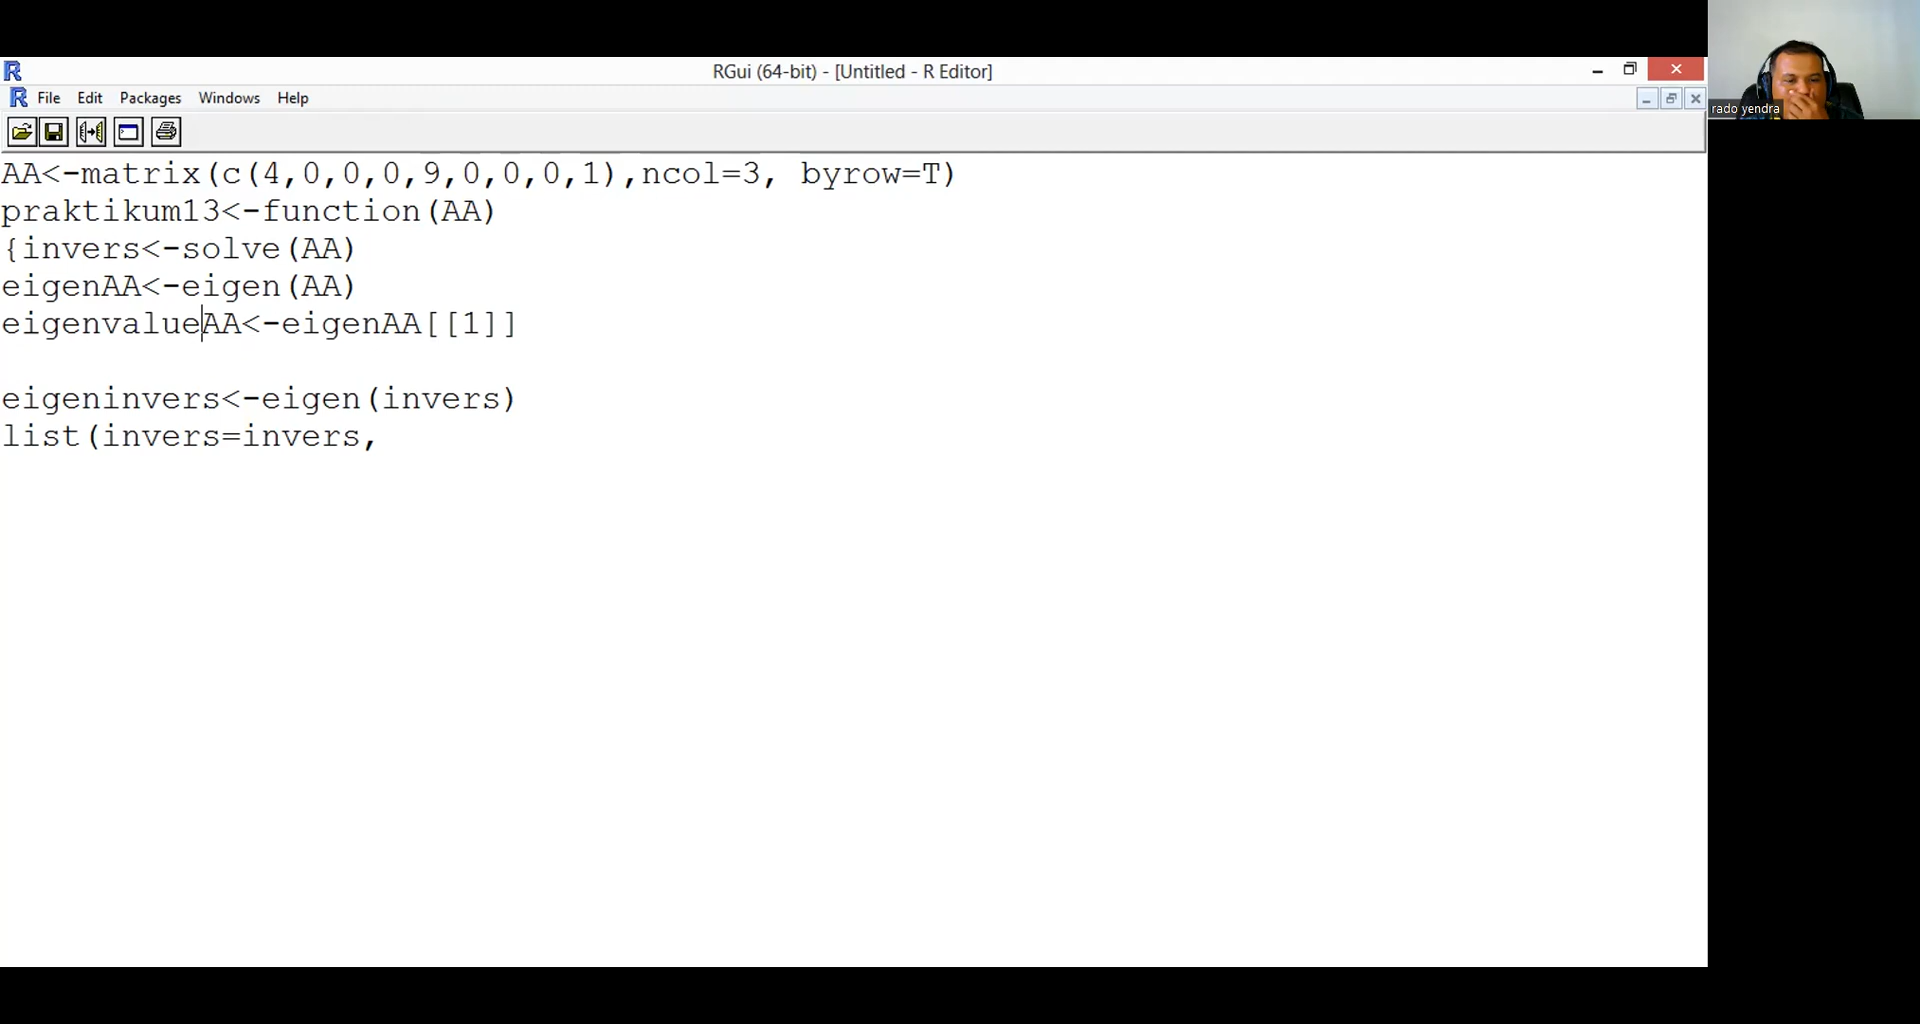 RGui (64-bit) - [Untitled - R Editor]
File Edit Packages Windows Help
rado yendra
AA<-matrix(c(4,0,0,0,9,0,0,0,1),ncol=3, byrow=T)
praktikum13<-function(AA)
{invers<-solve(AA)
eigenAA<-eigen(AA)
eigenvalueAA<-eigenAA[[1]]
eigeninvers<-eigen(invers)
list(invers=invers,